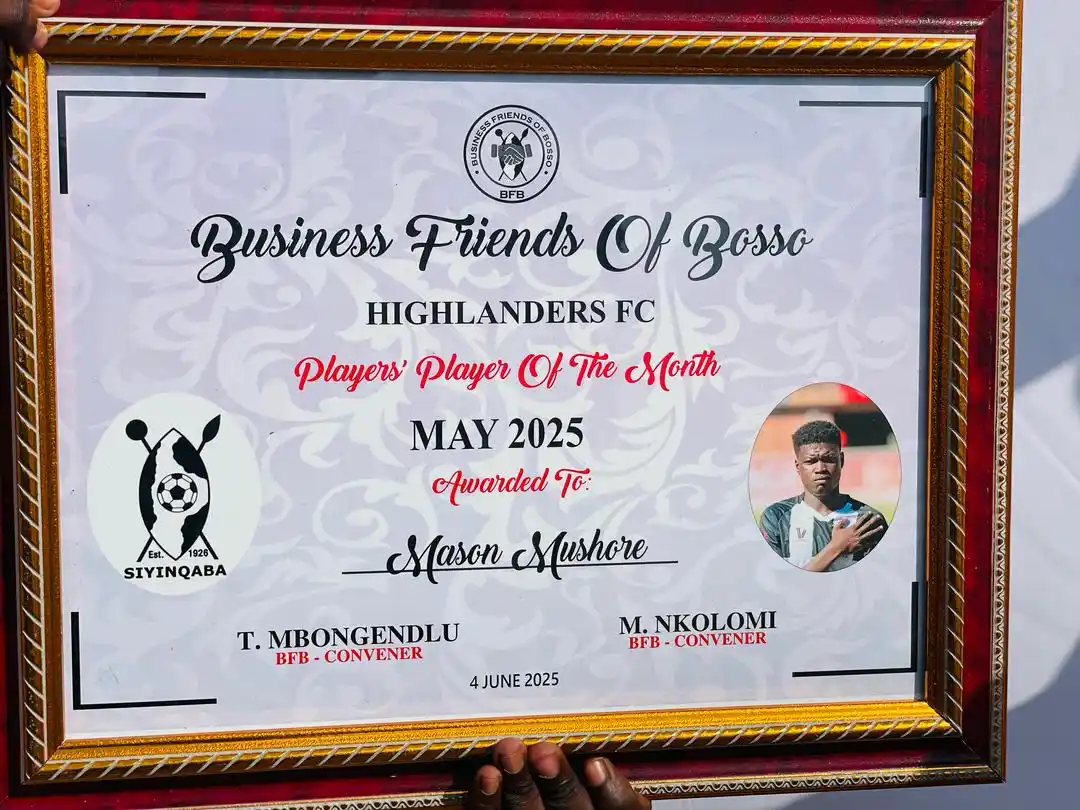 • BUSINESS FRIENDS OF BOSSO •
BFB
Business Friends Of Bosso
HIGHLANDERS FC
Players' Player Of The Month
MAY 2025
Awarded To:
Mason Mushore
Est. 1926
SIYINQABA
T. MBONGENDLU
BFB - CONVENER
M. NKOLOMI
BFB - CONVENER
4 JUNE 2025